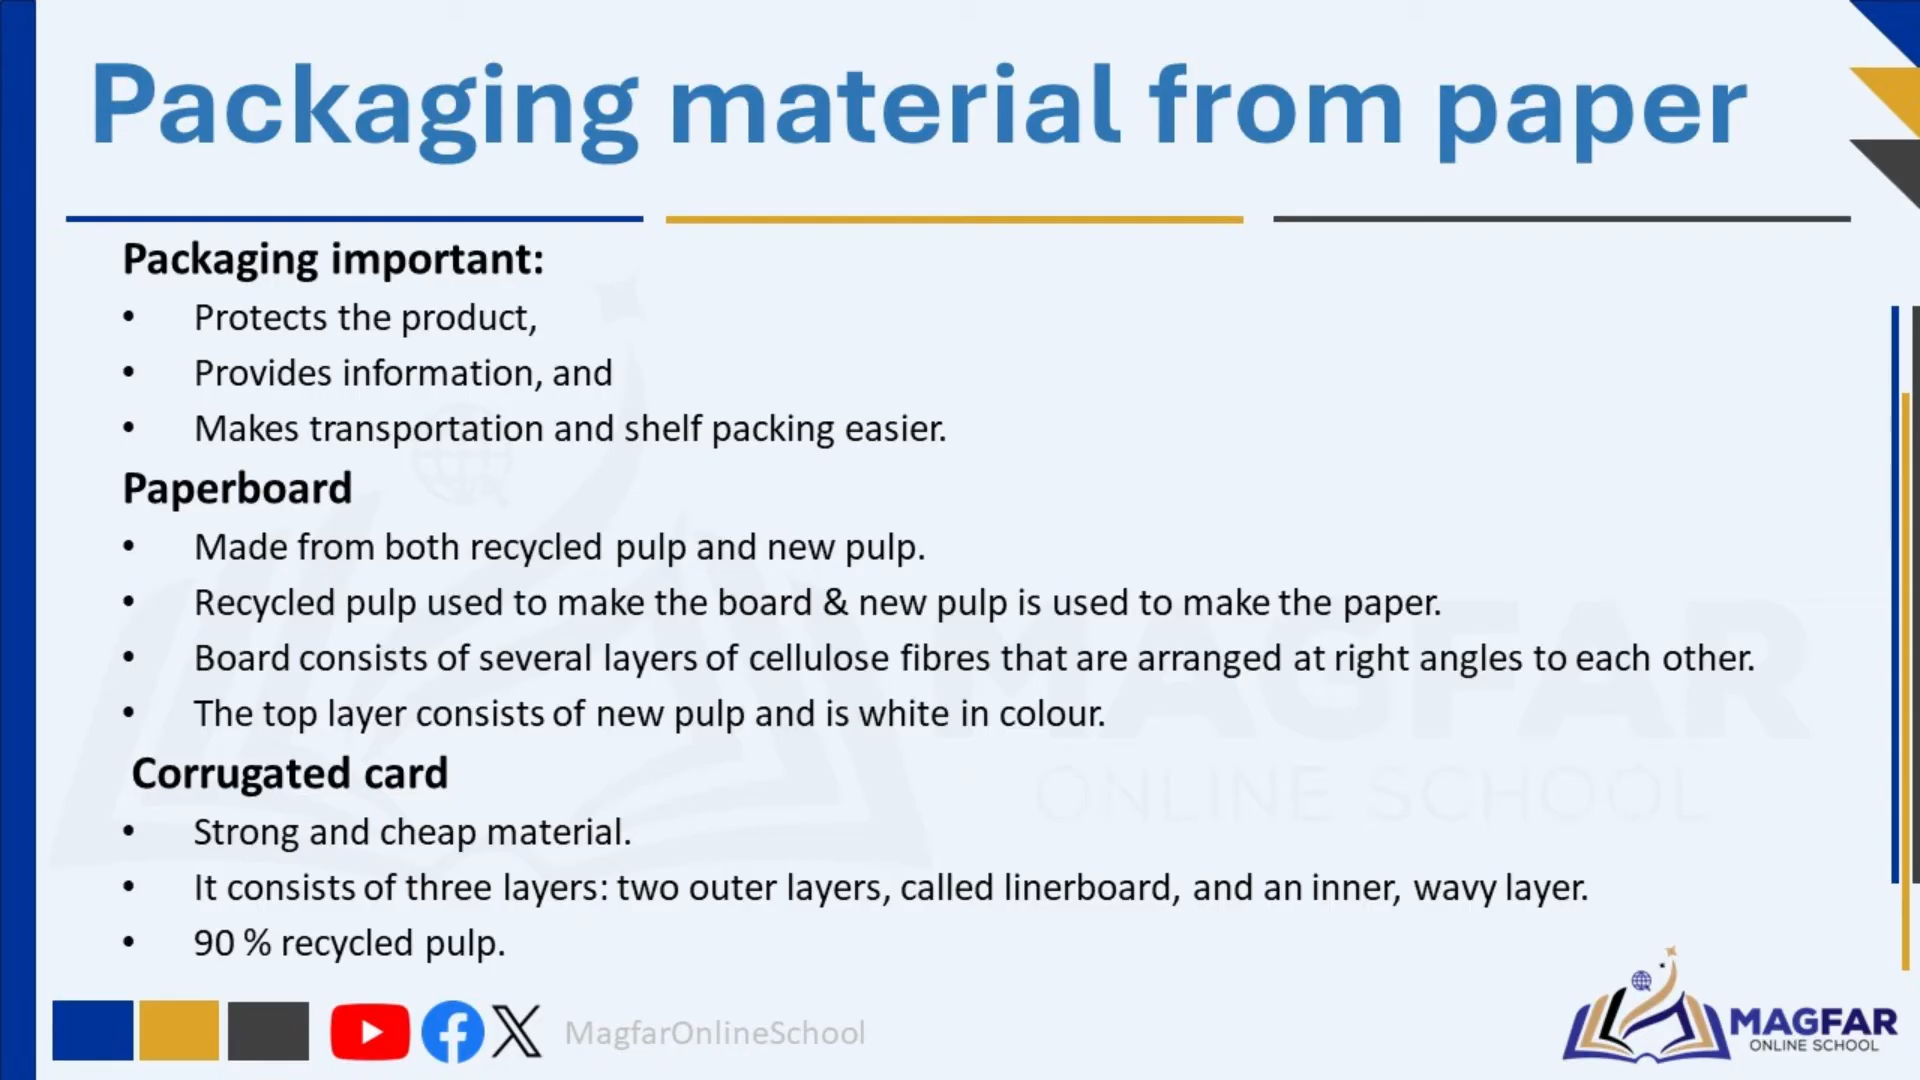 Packaging material from paper
Packaging important:
• Protects the product,
• Provides information, and
• Makes transportation and shelf packing easier.
Paperboard
• Made from both recycled pulp and new pulp.
• Recycled pulp used to make the board & new pulp is used to make the paper.
• Board consists of several layers of cellulose fibres that are arranged at right angles to each other.
• The top layer consists of new pulp and is white in colour.
Corrugated card
• Strong and cheap material.
• It consists of three layers: two outer layers, called linerboard, and an inner, wavy layer.
• 90 % recycled pulp.
MagfarOnlineSchool
MAGFAR
ONLINE SCHOOL
MAGFAR
ONLINE SCHOOL